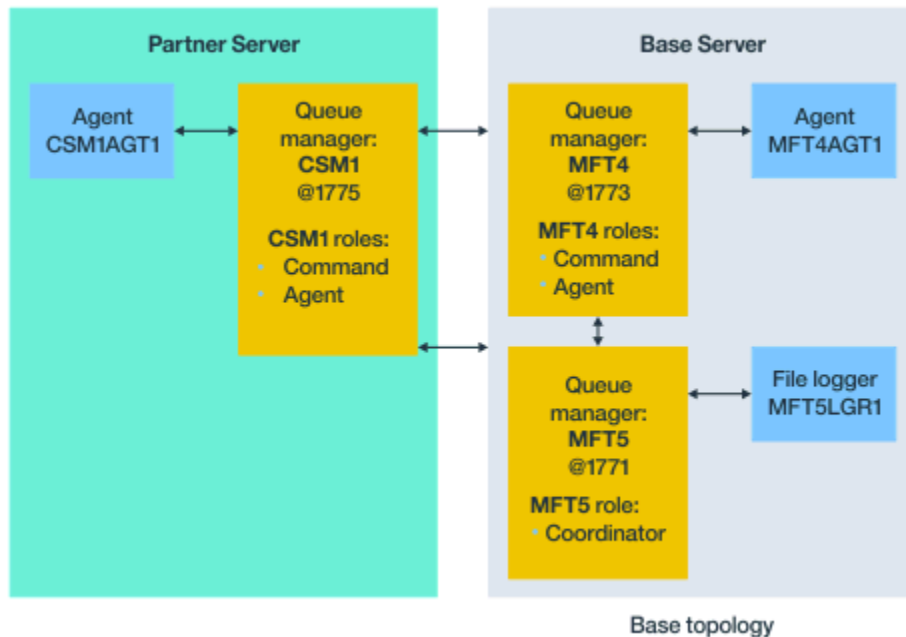 Partner Server
Agent
CSM1AGT1
Queue
manager:
CSM1
@1775
CSM1 roles:
• Command
• Agent
Base Server
Queue
manager:
MFT4
@1773
MFT4 roles:
• Command
• Agent
Agent
MFT4AGT1
Queue
manager:
MFT5
@1771
MFT5 role:
• Coordinator
File logger
MFT5LGR1
Base topology